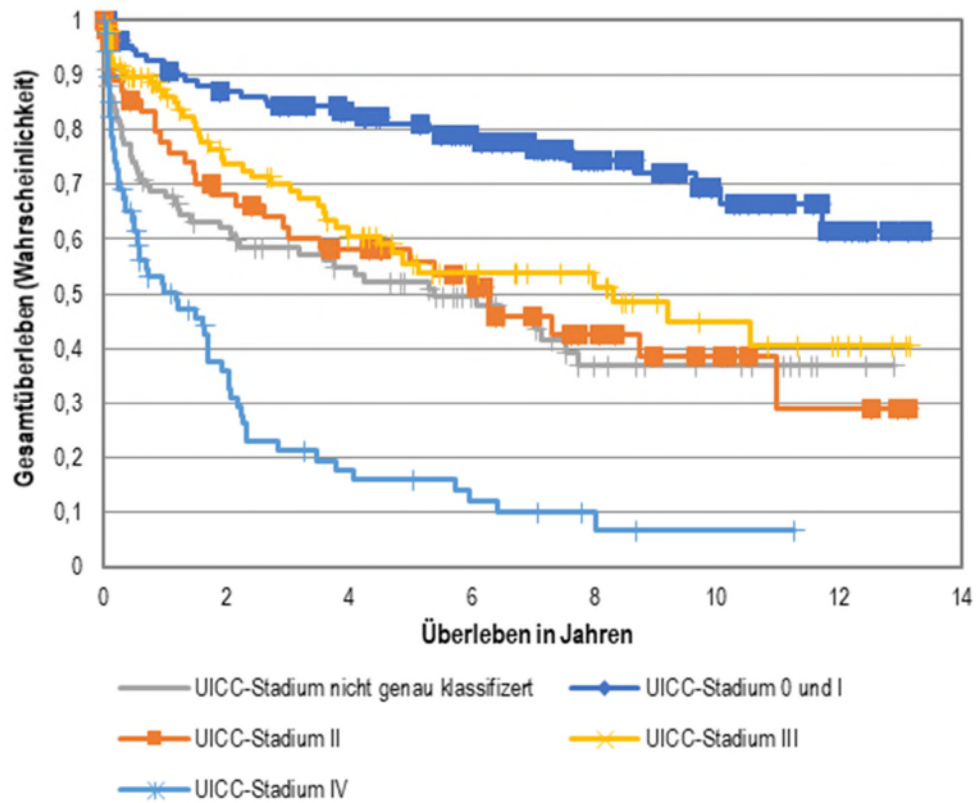 Gesamtüberleben (Wahrscheinlichkeit)
1
0,9
0,8
0,7
0,6
0,5
0,4
0,3
0,2
0,1
0
0 2 4 6 8 10 12 14
Überleben in Jahren
UICC-Stadium nicht genau klassifizert
UICC-Stadium 0 und I
UICC-Stadium II
UICC-Stadium III
UICC-Stadium IV